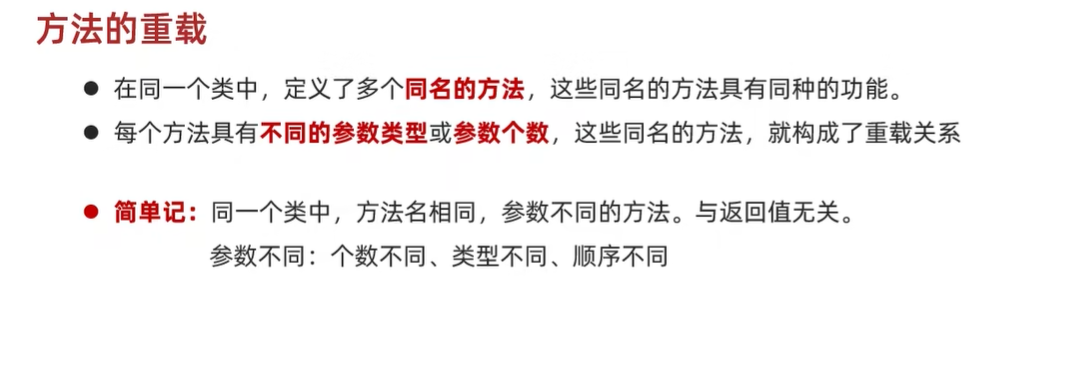 方法的重载
● 在同一个类中，定义了多个同名的方法，这些同名的方法具有同种的功能。
● 每个方法具有不同的参数类型或参数个数，这些同名的方法，就构成了重载关系
● 简单记：同一个类中，方法名相同，参数不同的方法。与返回值无关。
参数不同：个数不同、类型不同、顺序不同